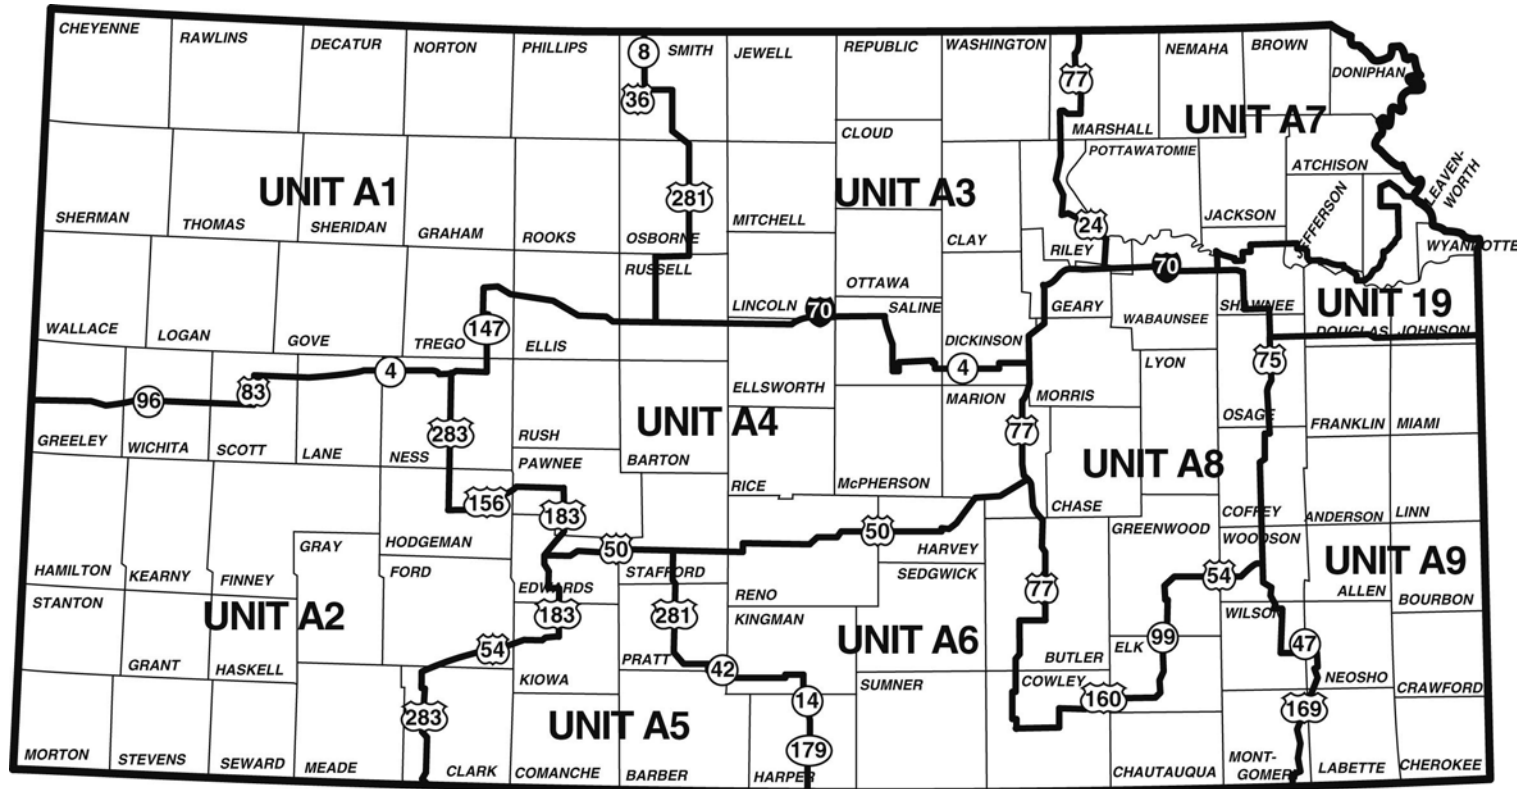 CHEYENNE
RAWLINS
DECATUR
NORTON
PHILLIPS
8
SMITH
JEWELL
REPUBLIC
WASHINGTON
77
NEMAHA
BROWN
DONIPHAN
36
MARSHALL
UNIT A7
CLOUD
POTTAWATOMIE
ATCHISON
LEAVEN-
WORTH
UNIT A1
281
UNIT A3
SHERMAN
THOMAS
SHERIDAN
GRAHAM
ROOKS
OSBORNE
MITCHELL
CLAY
24
RILEY
JACKSON
JEFFERSON
WYANDOTTE
RUSSELL
OTTAWA
70
LINCOLN
70
SALINE
GEARY
WABAUNSEE
SHAWNEE
UNIT 19
WALLACE
LOGAN
GOVE
TREGO
147
ELLIS
DICKINSON
DOUGLAS
JOHNSON
96
83
4
ELLSWORTH
4
MARION
MORRIS
LYON
75
GREELEY
WICHITA
SCOTT
LANE
NESS
283
RUSH
UNIT A4
77
OSAGE
FRANKLIN
MIAMI
PAWNEE
BARTON
UNIT A8
RICE
McPHERSON
CHASE
156
183
COFFEY
ANDERSON
LINN
HODGEMAN
50
50
HARVEY
GREENWOOD
WOODSON
GRAY
FORD
HAMILTON
KEARNY
FINNEY
EDWARDS
STAFFORD
RENO
SEDGWICK
77
54
UNIT A9
ALLEN
BOURBON
STANTON
UNIT A2
183
281
KINGMAN
UNIT A6
WILSON
GRANT
HASKELL
54
KIOWA
PRATT
42
BUTLER
ELK
99
47
NEOSHO
CRAWFORD
283
UNIT A5
14
SUMNER
COWLEY
160
169
179
MORTON
STEVENS
SEWARD
MEADE
CLARK
COMANCHE
BARBER
HARPER
CHAUTAUQUA
MONT-
GOMERY
LABETTE
CHEROKEE